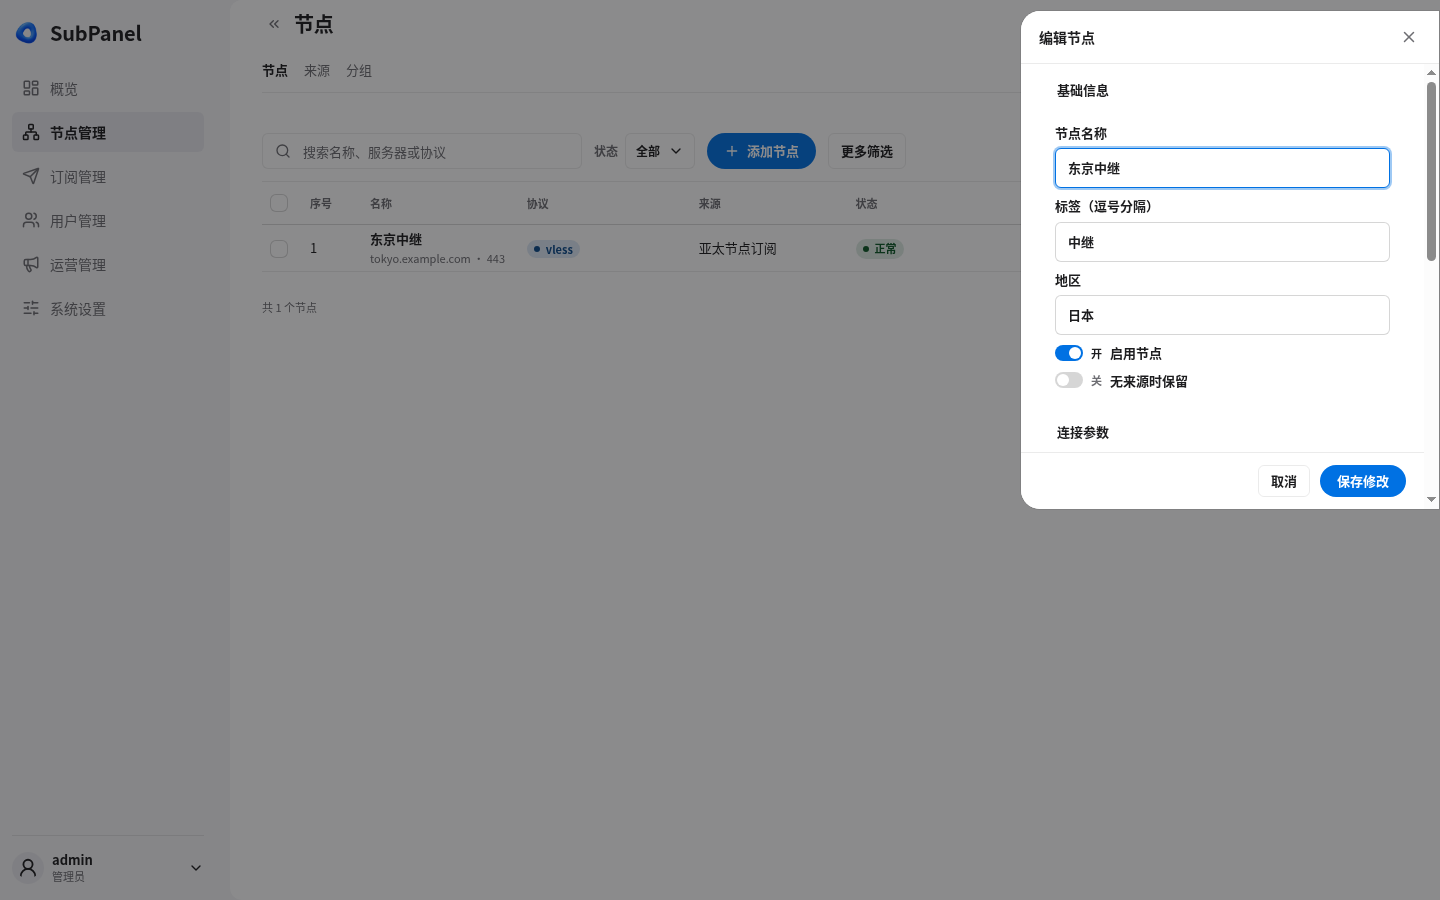 SubPanel
概览
节点管理
订阅管理
用户管理
运营管理
系统设置
admin
管理员
节点
节点 来源 分组
搜索名称、服务器或协议 状态 全部 添加节点 更多筛选
序号 名称 协议 来源 状态
1 东京中继 vless 亚太节点订阅 正常
tokyo.example.com · 443
共 1 个节点
编辑节点
基础信息
节点名称
东京中继
标签（逗号分隔）
中继
地区
日本
开 启用节点
关 无来源时保留
连接参数
取消 保存修改